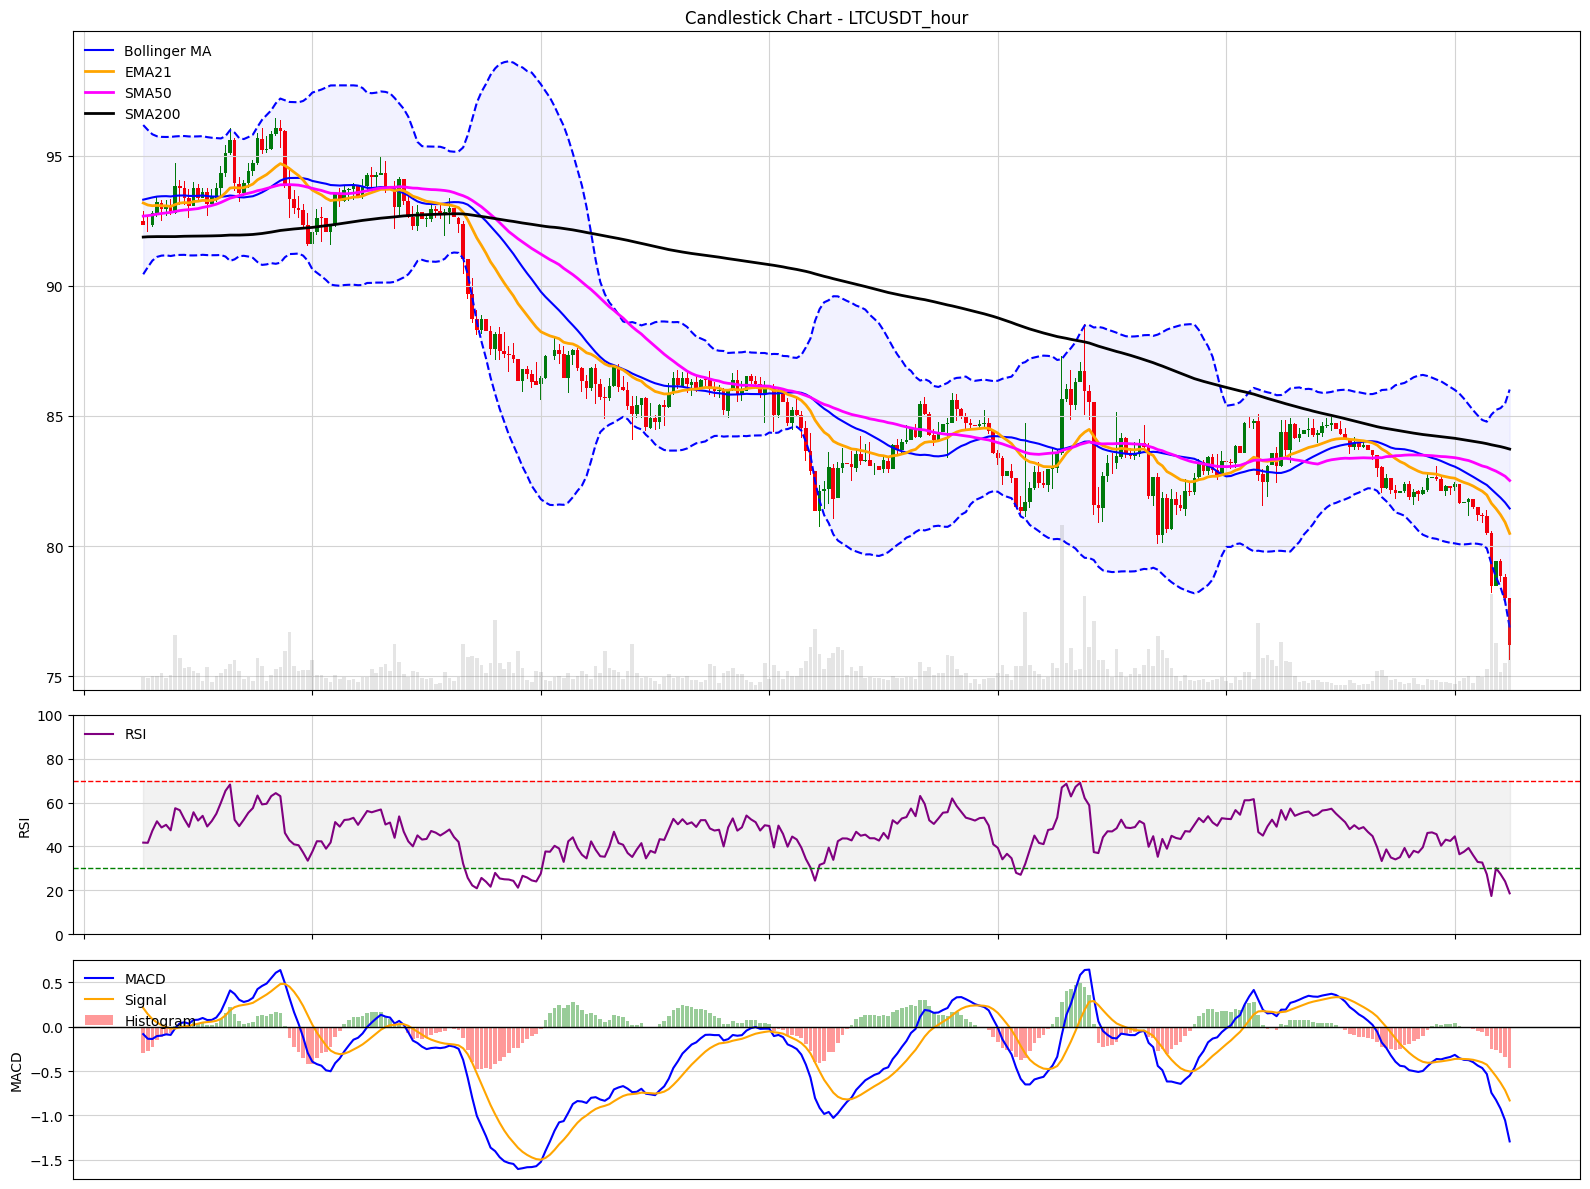 Candlestick Chart - LTCUSDT_hour
Bollinger MA
EMA21
SMA50
SMA200
95
90
85
80
75
100
80
60
40
20
0
RSI
RSI
0.5
0.0
−0.5
−1.0
−1.5
MACD
MACD
Signal
Histogram